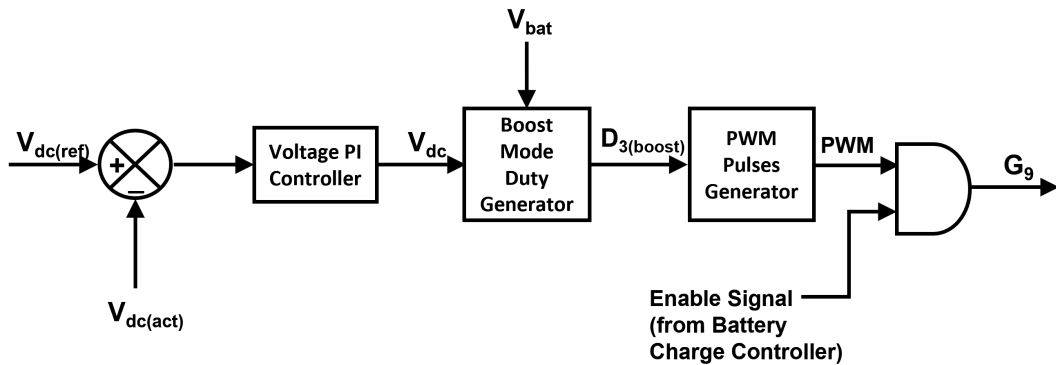 V_bat
V_dc(ref)
+
−
V_dc(act)
Voltage PI
Controller
V_dc
Boost
Mode
Duty
Generator
D_3(boost)
PWM
Pulses
Generator
PWM
G_9
Enable Signal
(from Battery
Charge Controller)